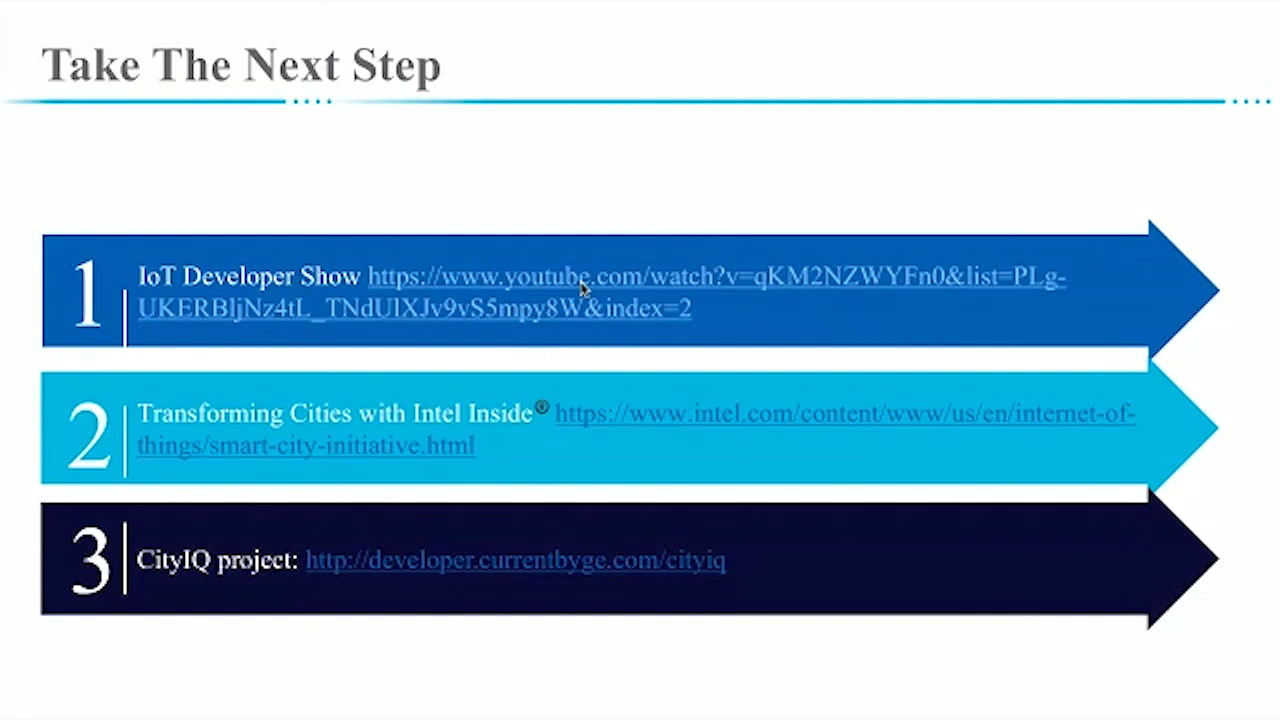 Take The Next Step
1
IoT Developer Show https://www.youtube.com/watch?v=qKM2NZWYFn0&list=PLg-
UKERBljNz4tL_TNdUlXJv9vS5mpy8W&index=2
2
Transforming Cities with Intel Inside® https://www.intel.com/content/www/us/en/internet-of-
things/smart-city-initiative.html
3
CityIQ project: http://developer.currentbyge.com/cityiq